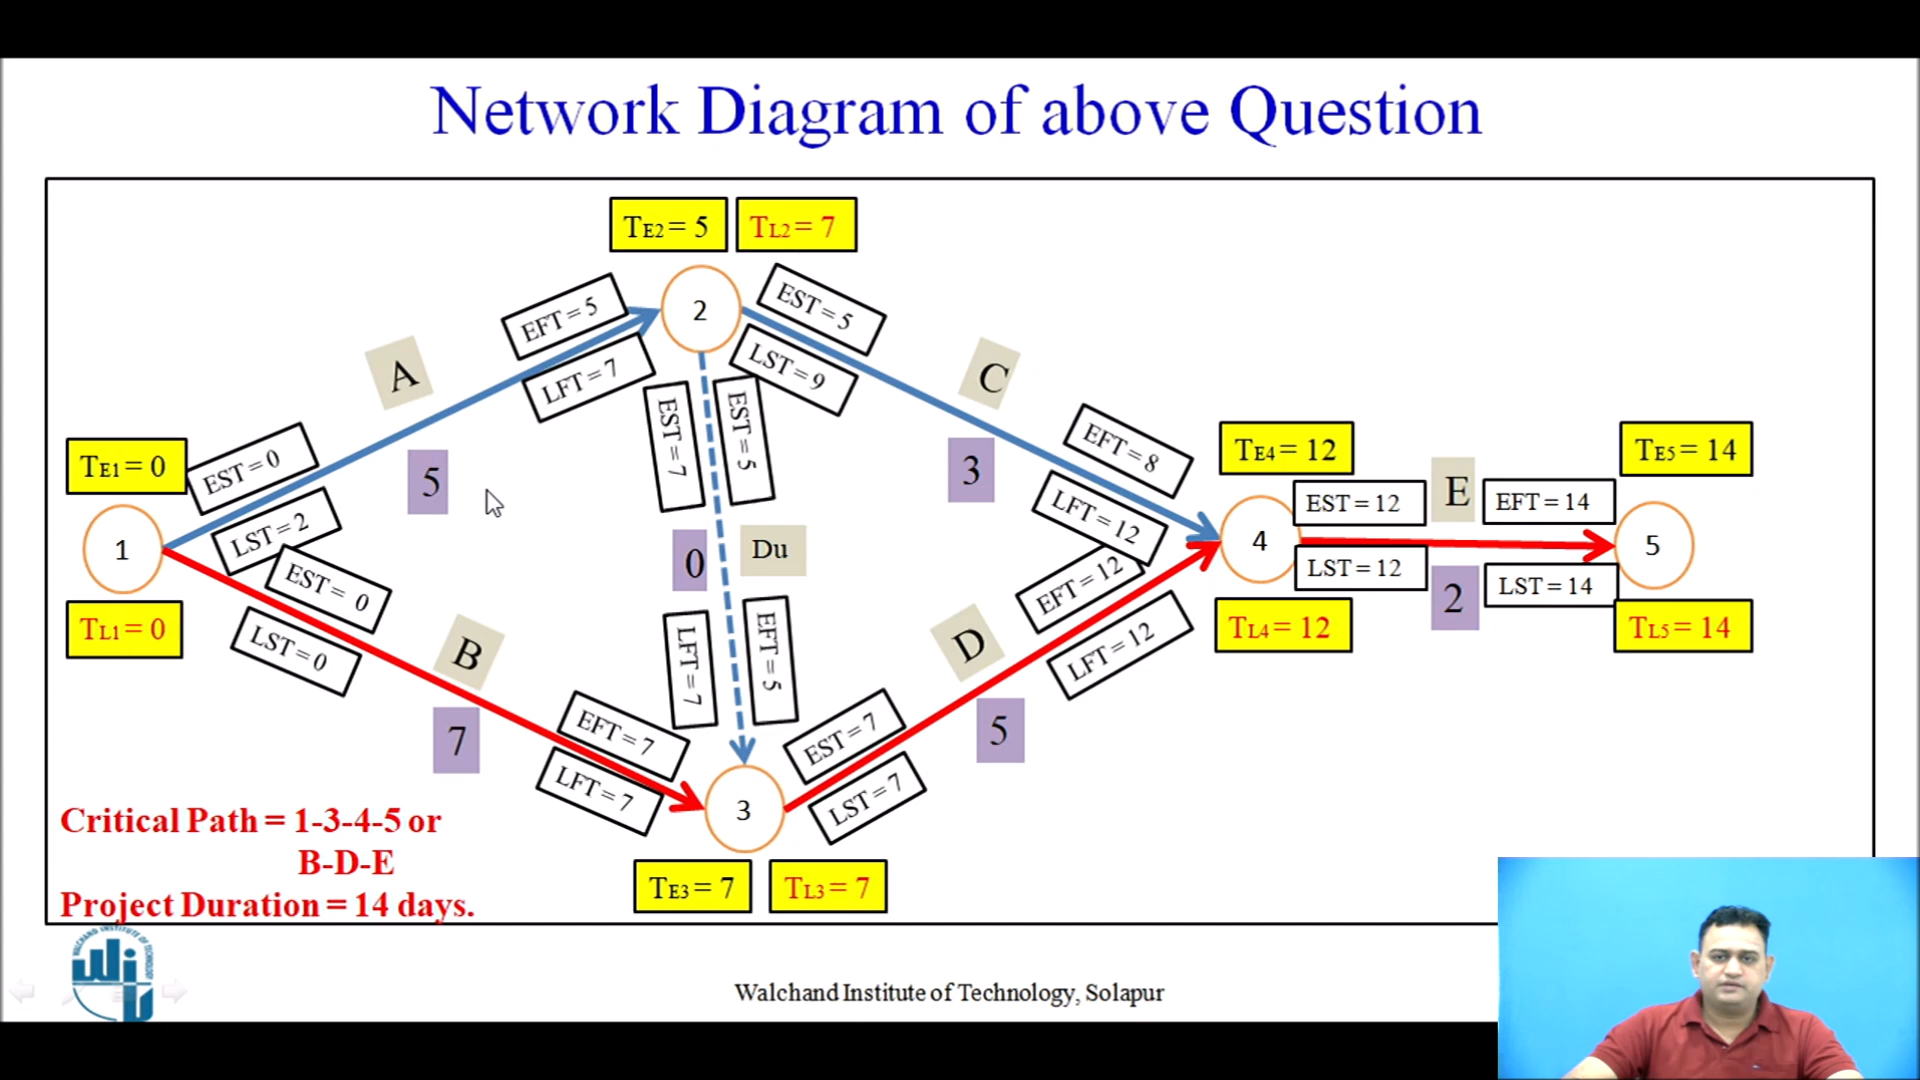 Network Diagram of above Question
TE2 = 5
TL2 = 7
2
EFT = 5
LFT = 7
EST = 5
LST = 9
A
5
C
3
EST = 7
EST = 5
0
Du
LFT = 7
EFT = 5
TE1 = 0
EST = 0
LST = 2
1
TL1 = 0
EST = 0
LST = 0
B
7
EFT = 7
LFT = 7
3
TE3 = 7
TL3 = 7
EST = 7
LST = 7
D
5
EFT = 8
LFT = 12
EFT = 12
LFT = 12
TE4 = 12
4
TL4 = 12
EST = 12
LST = 12
E
2
EFT = 14
LST = 14
TE5 = 14
5
TL5 = 14
Critical Path = 1-3-4-5 or
B-D-E
Project Duration = 14 days.
WALCHAND INSTITUTE OF TECHNOLOGY
Walchand Institute of Technology, Solapur